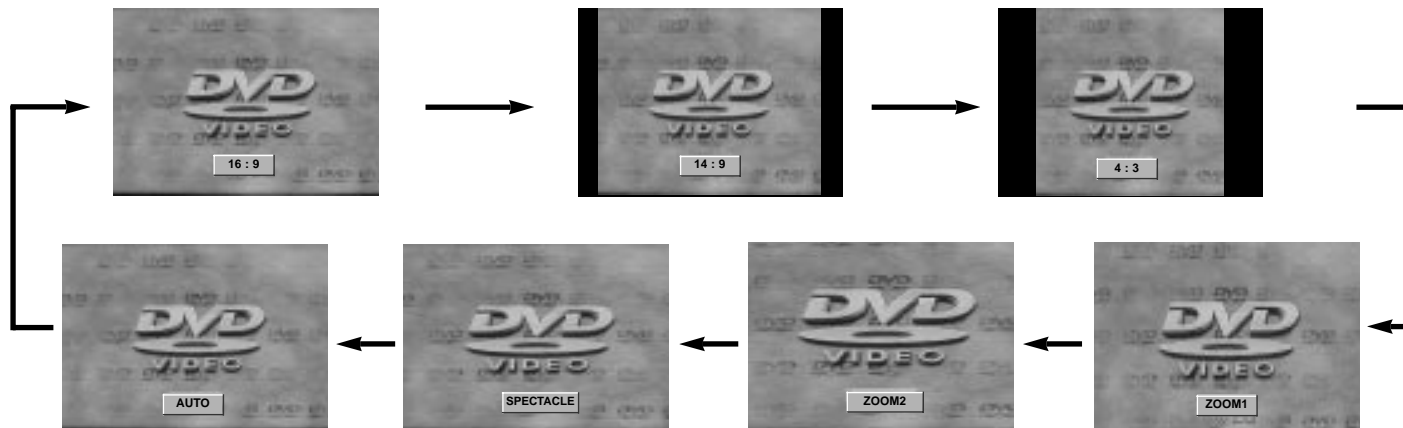 DVD
VIDEO
16 : 9
DVD
VIDEO
14 : 9
DVD
VIDEO
4 : 3
DVD
VIDEO
AUTO
DVD
VIDEO
SPECTACLE
DVD
VIDEO
ZOOM2
DVD
VIDEO
ZOOM1